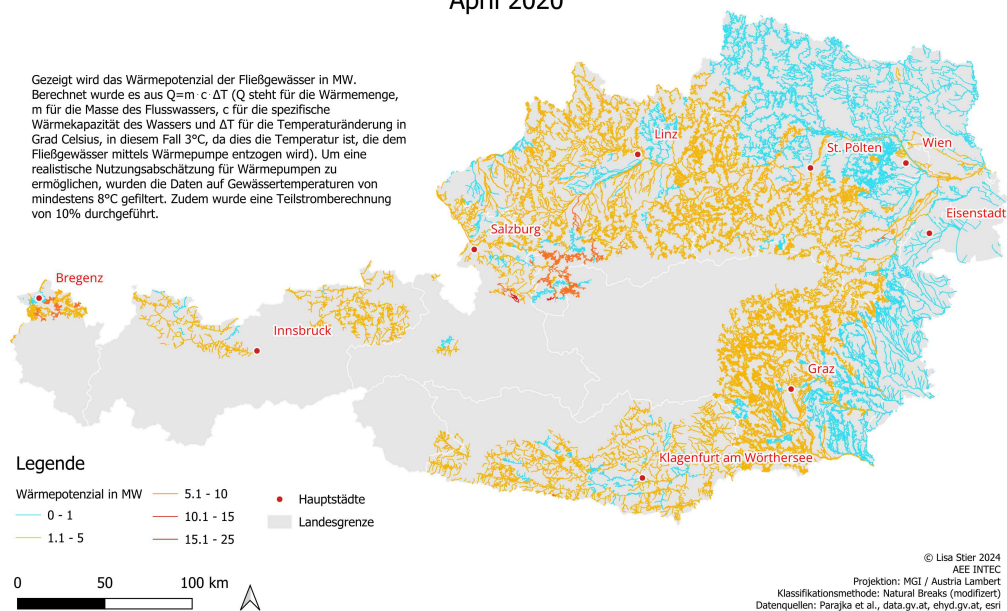 April 2020
Gezeigt wird das Wärmepotenzial der Fließgewässer in MW.
Berechnet wurde es aus Q=m·c·ΔT (Q steht für die Wärmemenge,
m für die Masse des Flusswassers, c für die spezifische
Wärmekapazität des Wassers und ΔT für die Temperaturänderung in
Grad Celsius, in diesem Fall 3°C, da dies die Temperatur ist, die dem
Fließgewässer mittels Wärmepumpe entzogen wird). Um eine
realistische Nutzungsabschätzung für Wärmepumpen zu
ermöglichen, wurden die Daten auf Gewässertemperaturen von
mindestens 8°C gefiltert. Zudem wurde eine Teilstromberechnung
von 10% durchgeführt.
Linz
St. Pölten
Wien
Eisenstadt
Salzburg
Bregenz
Innsbruck
Graz
Klagenfurt am Wörthersee
Legende
Wärmepotenzial in MW
0 - 1
1.1 - 5
5.1 - 10
10.1 - 15
15.1 - 25
Hauptstädte
Landesgrenze
0 50 100 km
© Lisa Stier 2024
AEE INTEC
Projektion: MGI / Austria Lambert
Klassifikationsmethode: Natural Breaks (modifizert)
Datenquellen: Parajka et al., data.gv.at, ehyd.gv.at, esri